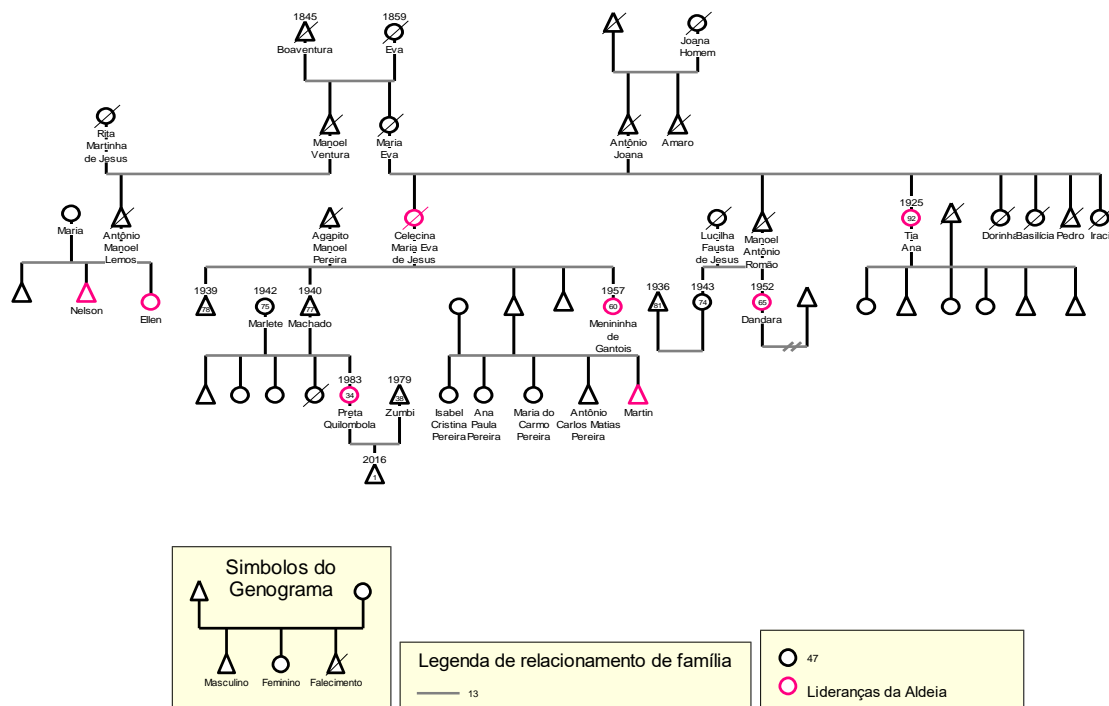 1845
Boaventura
1859
Eva
Joana
Homem
Rita
Martinha
de Jesus
Manoel
Ventura
Maria
Eva
Antônio
Joana
Amaro
Maria
Antônio
Manoel
Lemos
Agapito
Manoel
Pereira
Celecina
Maria Eva
de Jesus
Lucilha
Fausta
de Jesus
Manoel
Antônio
Romão
1925
92
Tia
Ana
Dorinha
Basilícia
Pedro
Iraci
Nelson
Ellen
1939
78
1942
75
Marlete
1940
77
Machado
1957
60
Menininha
de
Gantois
1936
81
1943
74
1952
65
Dandara
1983
34
Preta
Quilombola
1979
38
Zumbi
Isabel
Cristina
Pereira
Ana
Paula
Pereira
Maria do
Carmo
Pereira
Antônio
Carlos Matias
Pereira
Martin
2016
1
Simbolos do
Genograma
Masculino
Feminino
Falecimento
Legenda de relacionamento de família
13
47
Lideranças da Aldeia